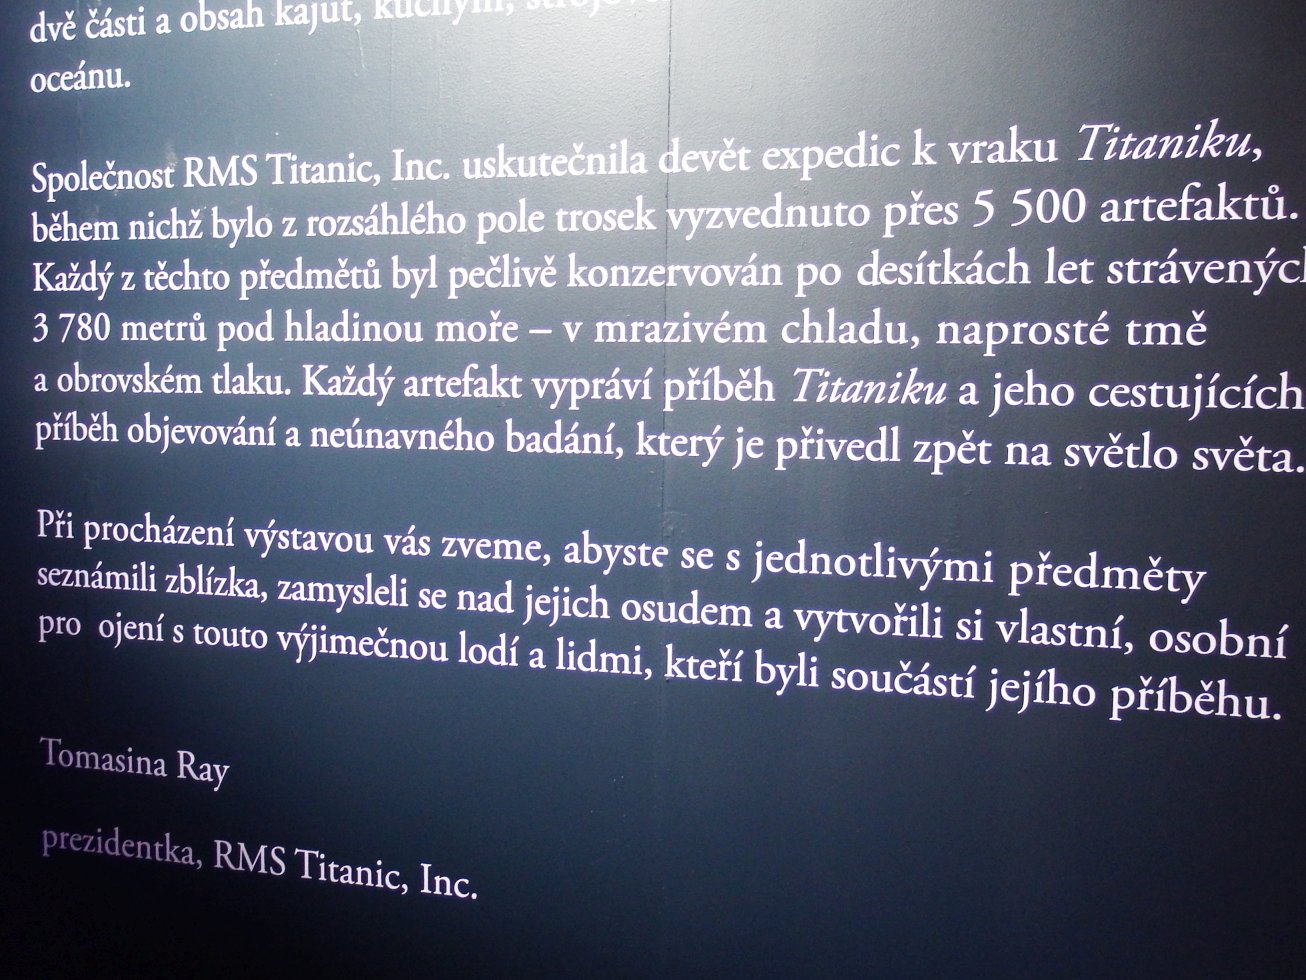 dvě části a obsah kajut, kuchyní,
oceánu.
Společnost RMS Titanic, Inc. uskutečnila devět expedic k vraku Titaniku,
během nichž bylo z rozsáhlého pole trosek vyzvednuto přes 5 500 artefaktů.
Každý z těchto předmětů byl pečlivě konzervován po desítkách let strávenýc
3 780 metrů pod hladinou moře – v mrazivém chladu, naprosté tmě
a obrovském tlaku. Každý artefakt vypráví příběh Titaniku a jeho cestujících
příběh objevování a neúnavného badání, který je přivedl zpět na světlo světa.
Při procházení výstavou vás zveme, abyste se s jednotlivými předměty
seznámili zblízka, zamysleli se nad jejich osudem a vytvořili si vlastní, osobní
pro ojení s touto výjimečnou lodí a lidmi, kteří byli součástí jejího příběhu.
Tomasina Ray
prezidentka, RMS Titanic, Inc.